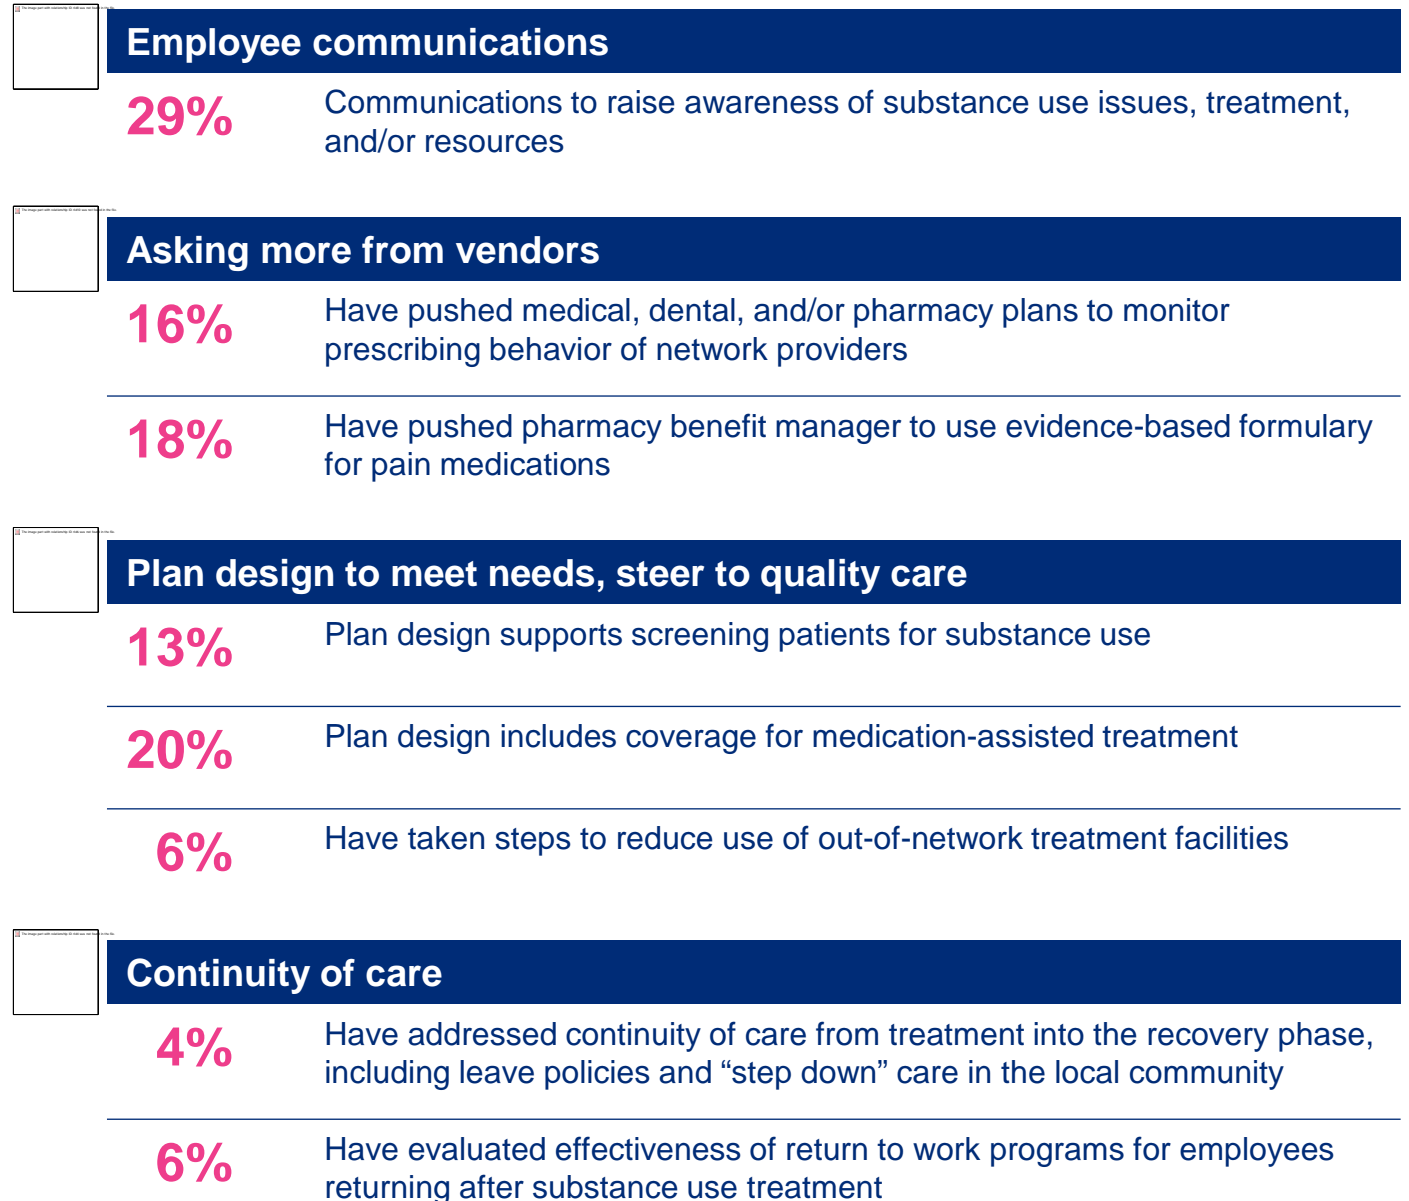 Employee communications
29%
Communications to raise awareness of substance use issues, treatment,
and/or resources
Asking more from vendors
16%
Have pushed medical, dental, and/or pharmacy plans to monitor
prescribing behavior of network providers
18%
Have pushed pharmacy benefit manager to use evidence-based formulary
for pain medications
Plan design to meet needs, steer to quality care
13%
Plan design supports screening patients for substance use
20%
Plan design includes coverage for medication-assisted treatment
6%
Have taken steps to reduce use of out-of-network treatment facilities
Continuity of care
4%
Have addressed continuity of care from treatment into the recovery phase,
including leave policies and “step down” care in the local community
6%
Have evaluated effectiveness of return to work programs for employees
returning after substance use treatment